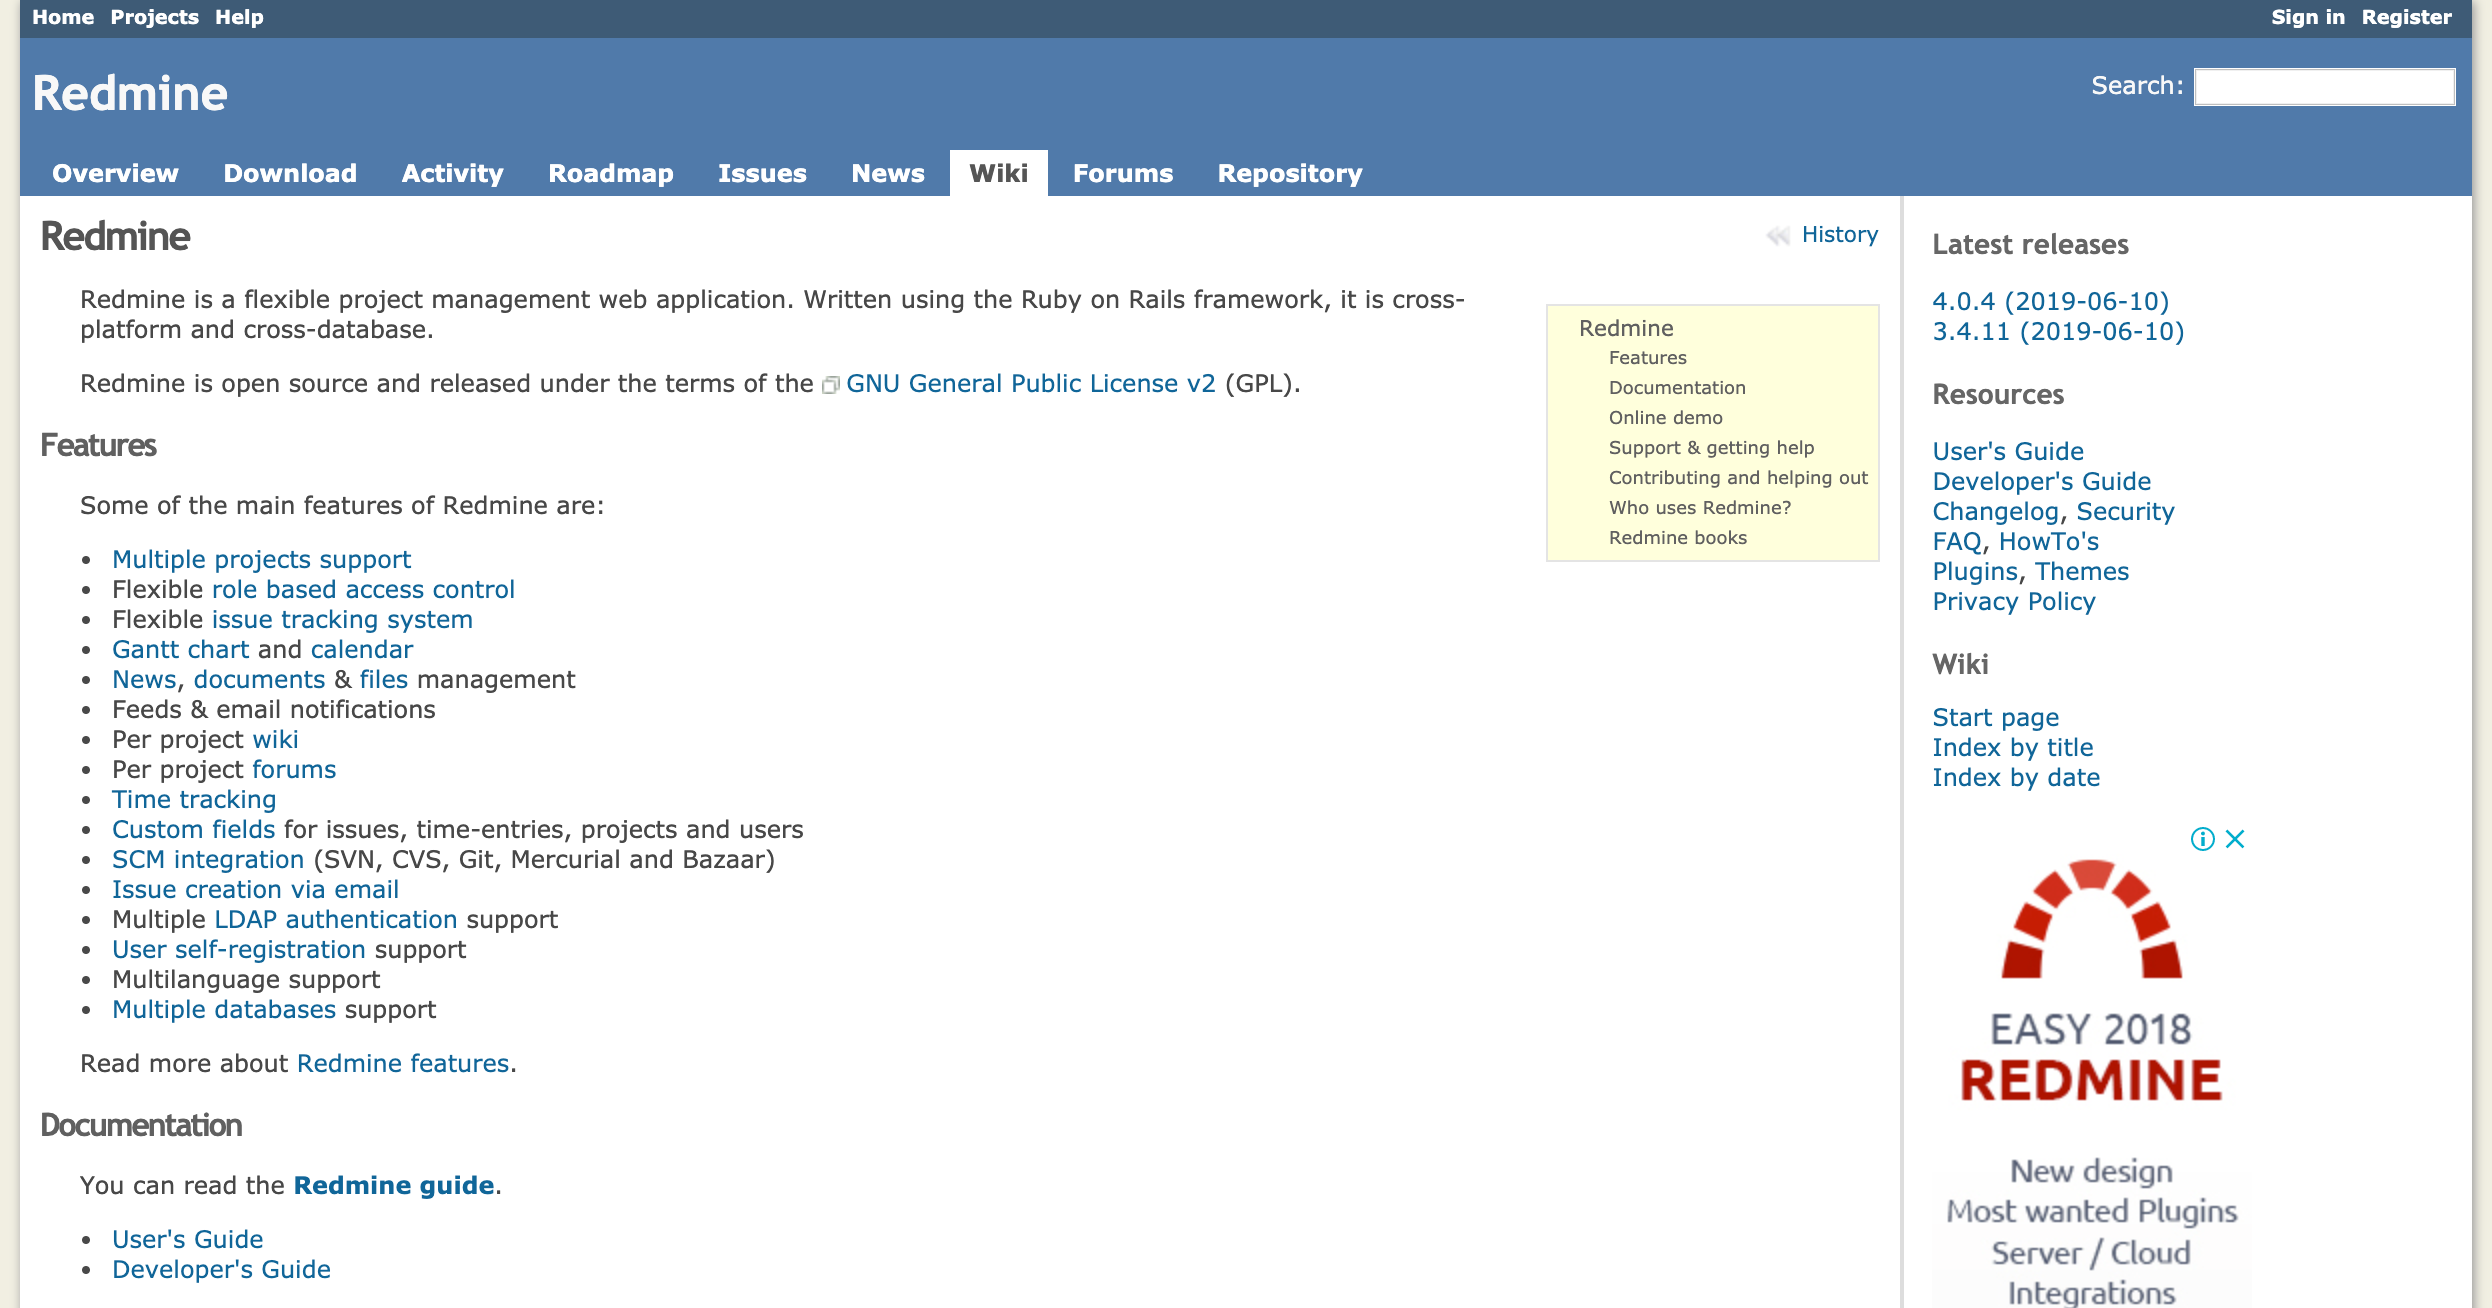 Home Projects Help
Sign in Register
Redmine
Search:
Overview Download Activity Roadmap Issues News Wiki Forums Repository
Redmine
History
Redmine is a flexible project management web application. Written using the Ruby on Rails framework, it is cross-
platform and cross-database.
Redmine is open source and released under the terms of the GNU General Public License v2 (GPL).
Redmine
Features
Documentation
Online demo
Support & getting help
Contributing and helping out
Who uses Redmine?
Redmine books
Features
Some of the main features of Redmine are:
• Multiple projects support
• Flexible role based access control
• Flexible issue tracking system
• Gantt chart and calendar
• News, documents & files management
• Feeds & email notifications
• Per project wiki
• Per project forums
• Time tracking
• Custom fields for issues, time-entries, projects and users
• SCM integration (SVN, CVS, Git, Mercurial and Bazaar)
• Issue creation via email
• Multiple LDAP authentication support
• User self-registration support
• Multilanguage support
• Multiple databases support
Read more about Redmine features.
Documentation
You can read the Redmine guide.
• User's Guide
• Developer's Guide
Latest releases
4.0.4 (2019-06-10)
3.4.11 (2019-06-10)
Resources
User's Guide
Developer's Guide
Changelog, Security
FAQ, HowTo's
Plugins, Themes
Privacy Policy
Wiki
Start page
Index by title
Index by date
EASY 2018
REDMINE
New design
Most wanted Plugins
Server / Cloud
Integrations